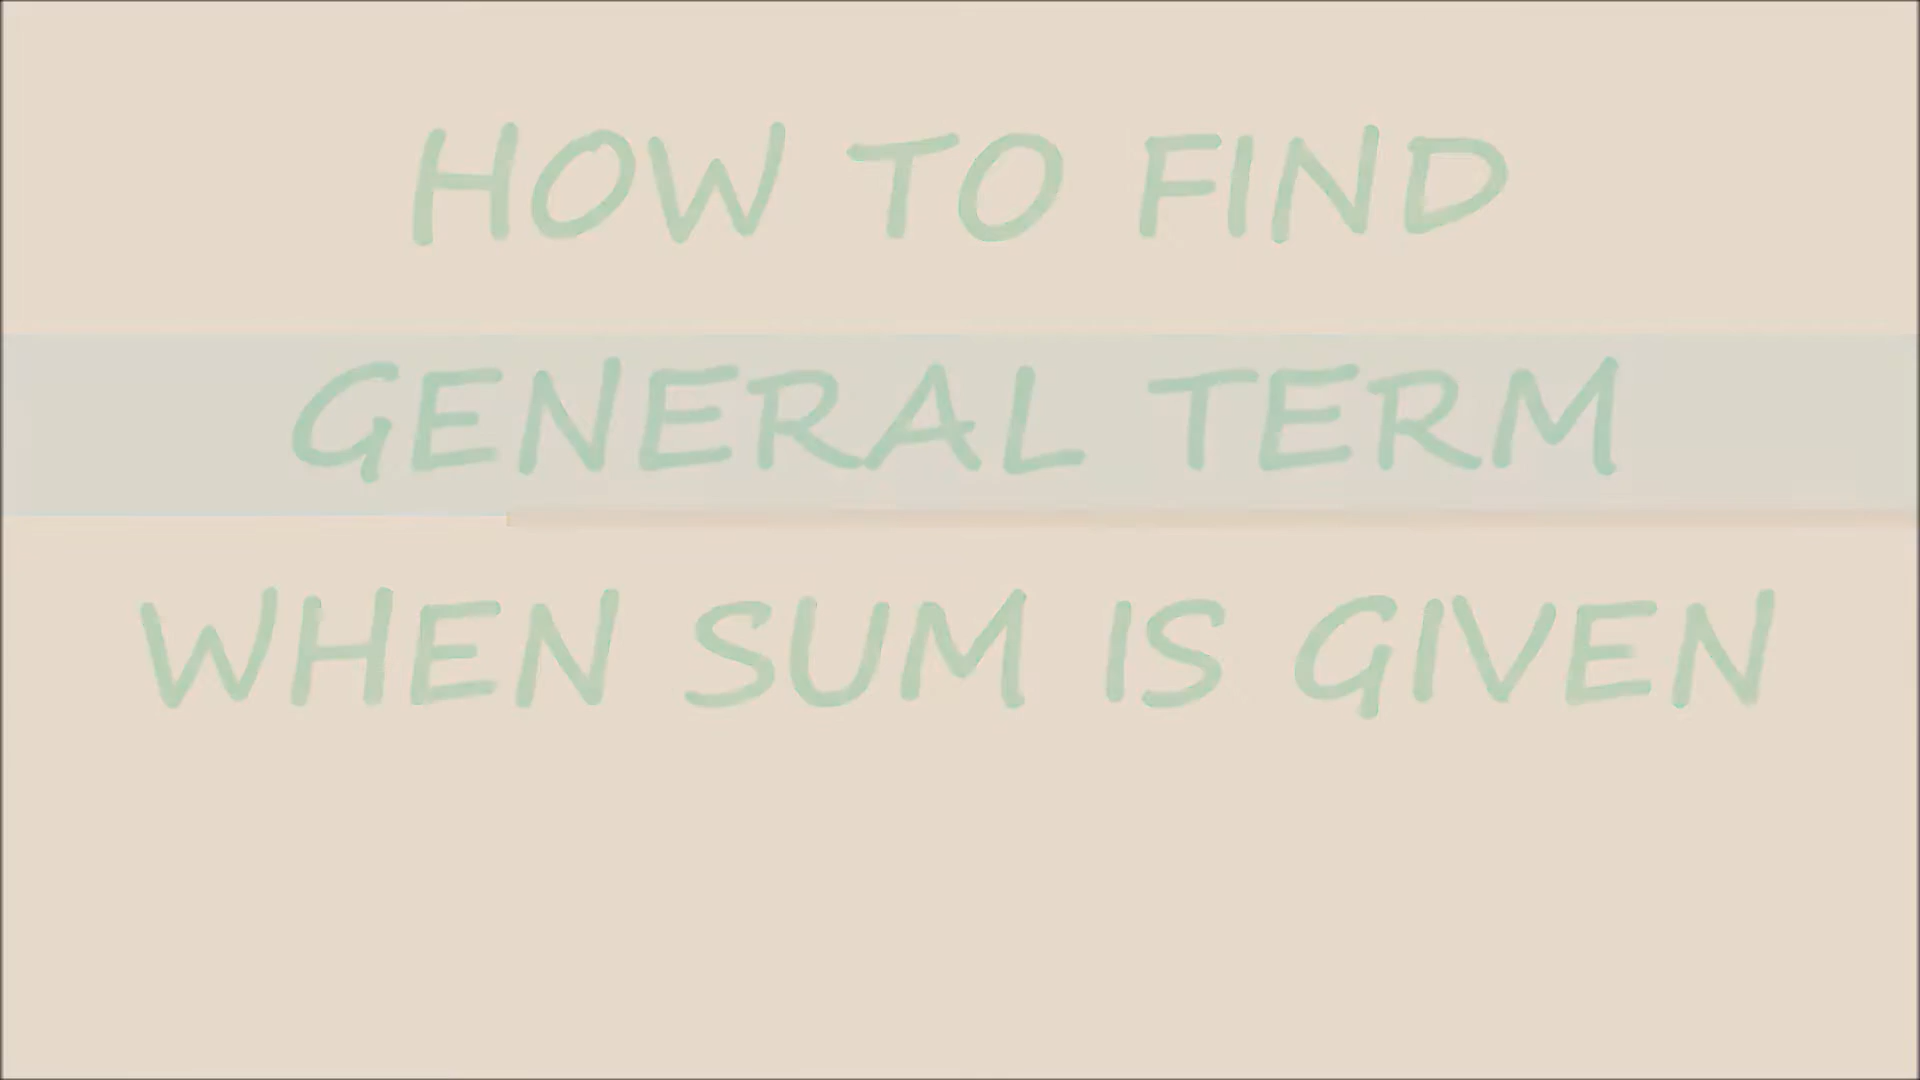 HOW TO FIND
GENERAL TERM
WHEN SUM IS GIVEN